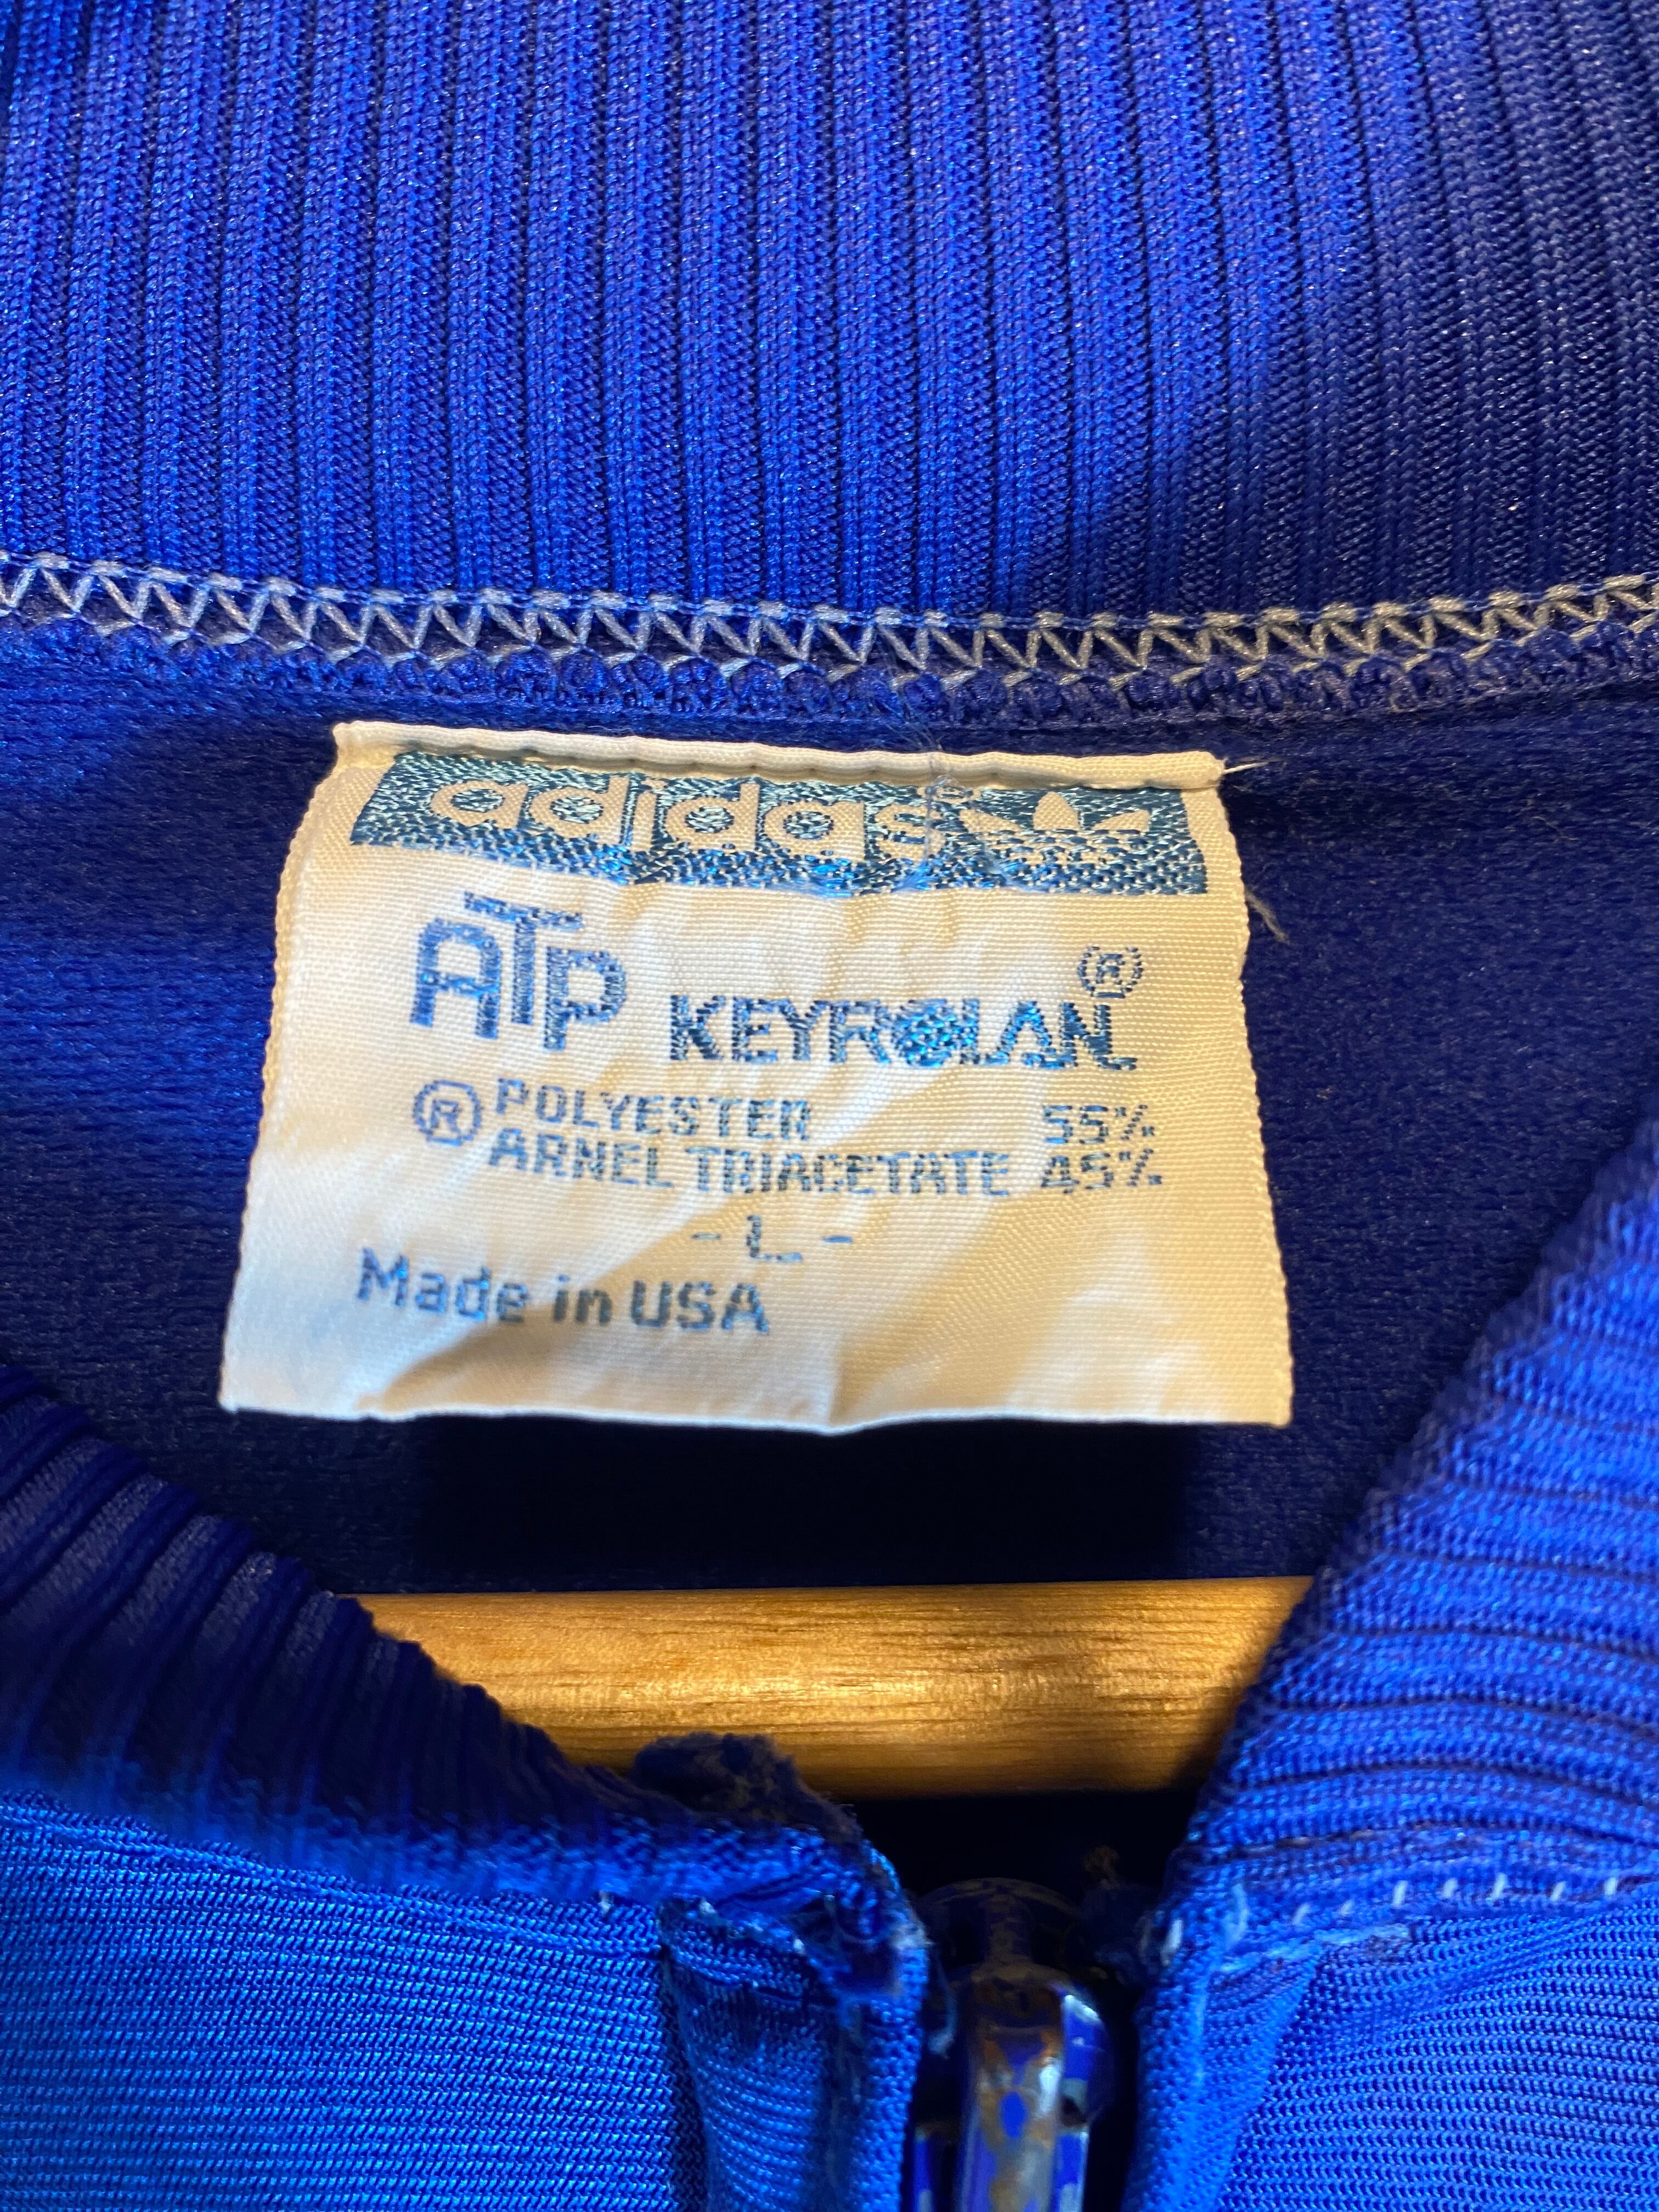 adidas
ATP KEYROLAN®
® POLYESTER 55%
ARNEL TRIACETATE 45%
- L -
Made in USA